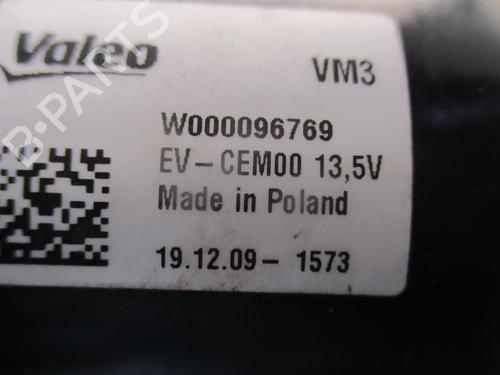 Valeo VM3
W000096769
EV-CEM00 13,5V
Made in Poland
19.12.09- 1573
B-PARTS